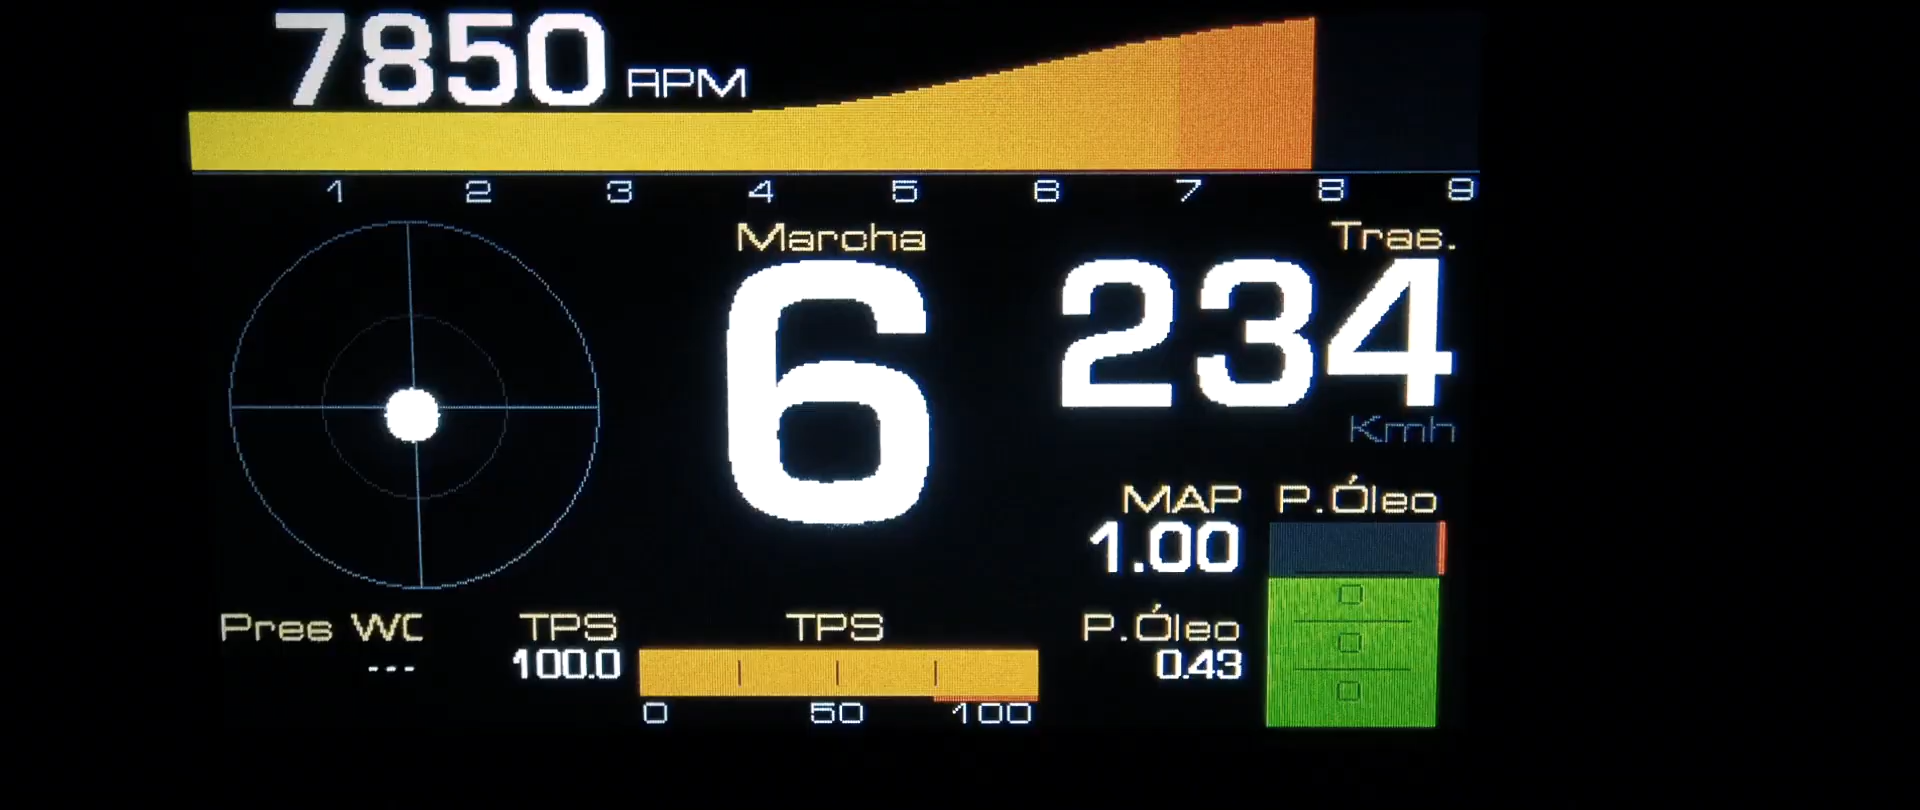 7850 RPM
1 2 3 4 5 6 7 8 9
Marcha
6
Tras.
234
Kmh
MAP
1.00
P.Óleo
Pres WC
---
TPS
100.0
TPS
0 50 100
P.Óleo
0.43